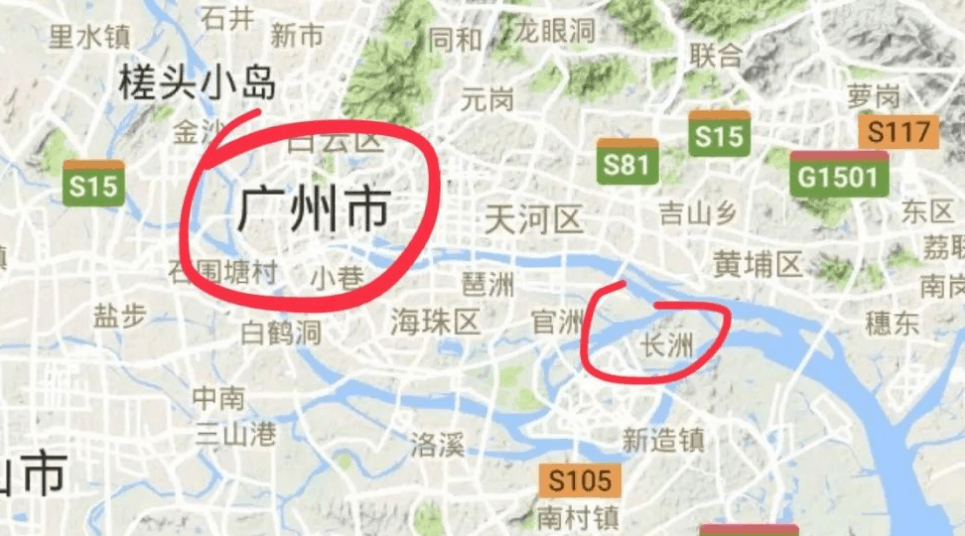 石井
里水镇
新市
同和
龙眼洞
联合
槎头小岛
元岗
萝岗
金沙
白云区
S117
S15
S81
S15
G1501
广州市
天河区
吉山乡
东区
石围塘村
小巷
琵洲
黄埔区
南岗
盐步
白鹤洞
海珠区
官洲
长洲
穗东
中南
三山港
洛溪
新造镇
山市
S105
南村镇